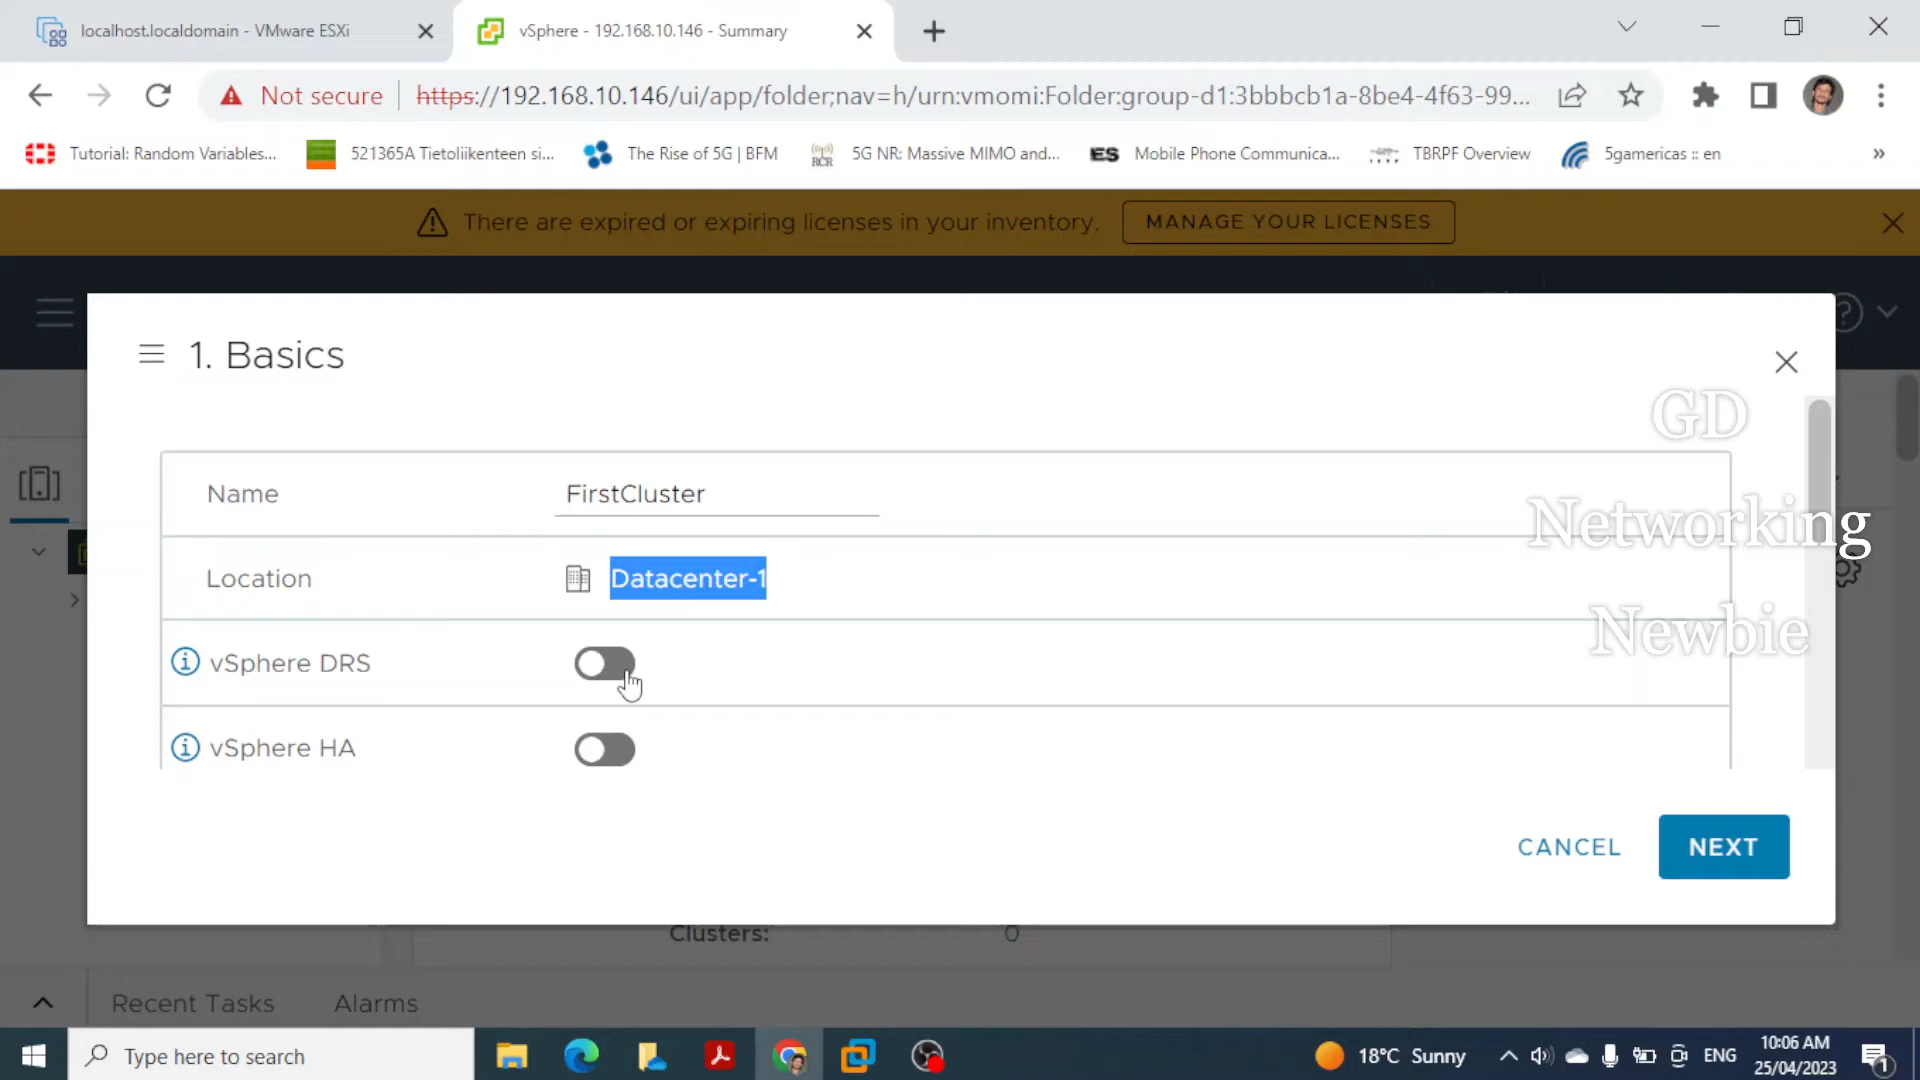 localhost.localdomain - VMware ESXi
vSphere - 192.168.10.146 - Summary
Not secure
https://192.168.10.146/ui/app/folder;nav=h/urn:vmomi:Folder:group-d1:3bbbcb1a-8be4-4f63-99...
Tutorial: Random Variables...
521365A Tietoliikenteen si...
The Rise of 5G | BFM
RCR
5G NR: Massive MIMO and...
ES
Mobile Phone Communica...
TBRPF Overview
5gamericas :: en
»
There are expired or expiring licenses in your inventory.
MANAGE YOUR LICENSES
1. Basics
GD
Networking
Newbie
Name
FirstCluster
Location
Datacenter-1
vSphere DRS
vSphere HA
CANCEL
NEXT
Clusters:
0
Recent Tasks
Alarms
Type here to search
18°C Sunny
ENG
10:06 AM
25/04/2023
1